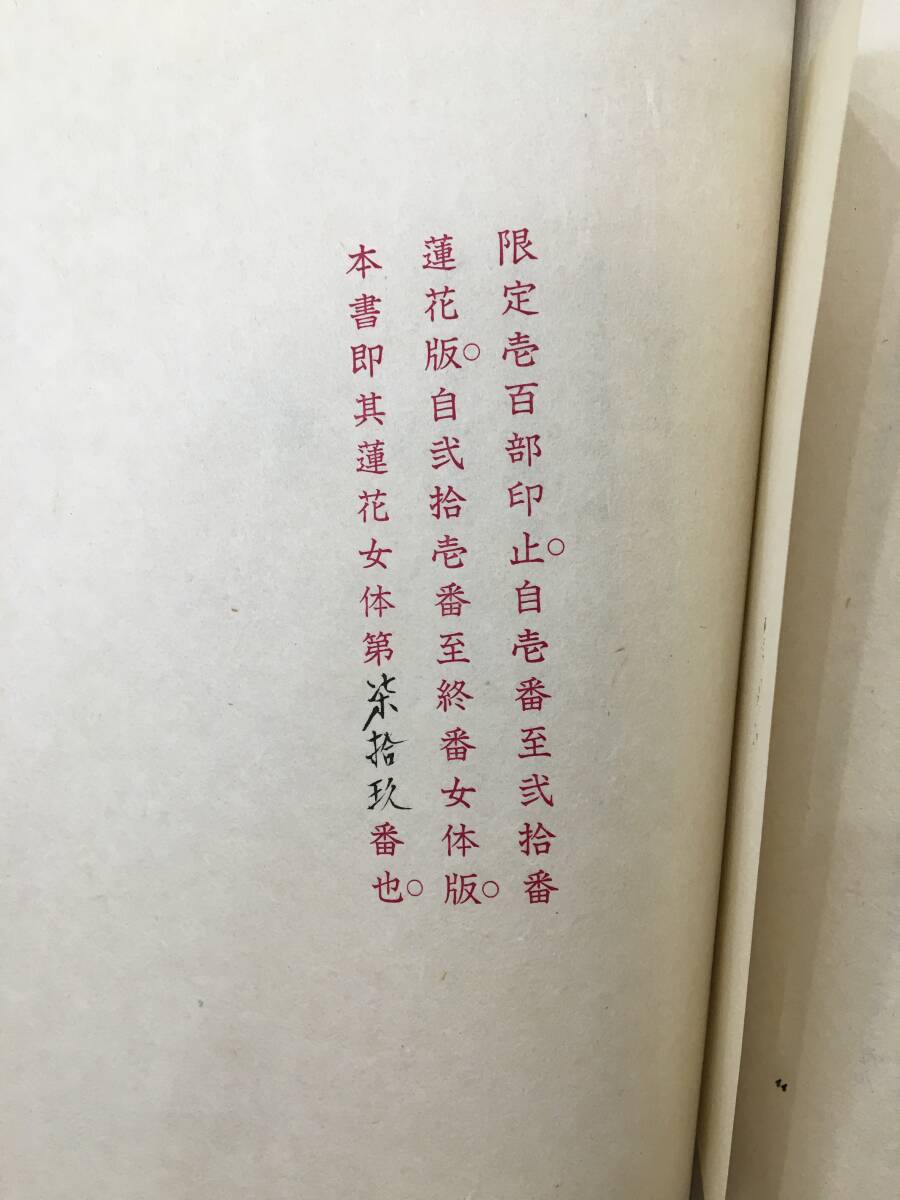 限定壱百部印止。自壱番至弐拾番
蓮花版。自弐拾壱番至終番女体版。
本書即其蓮花女体第柒拾玖番也。